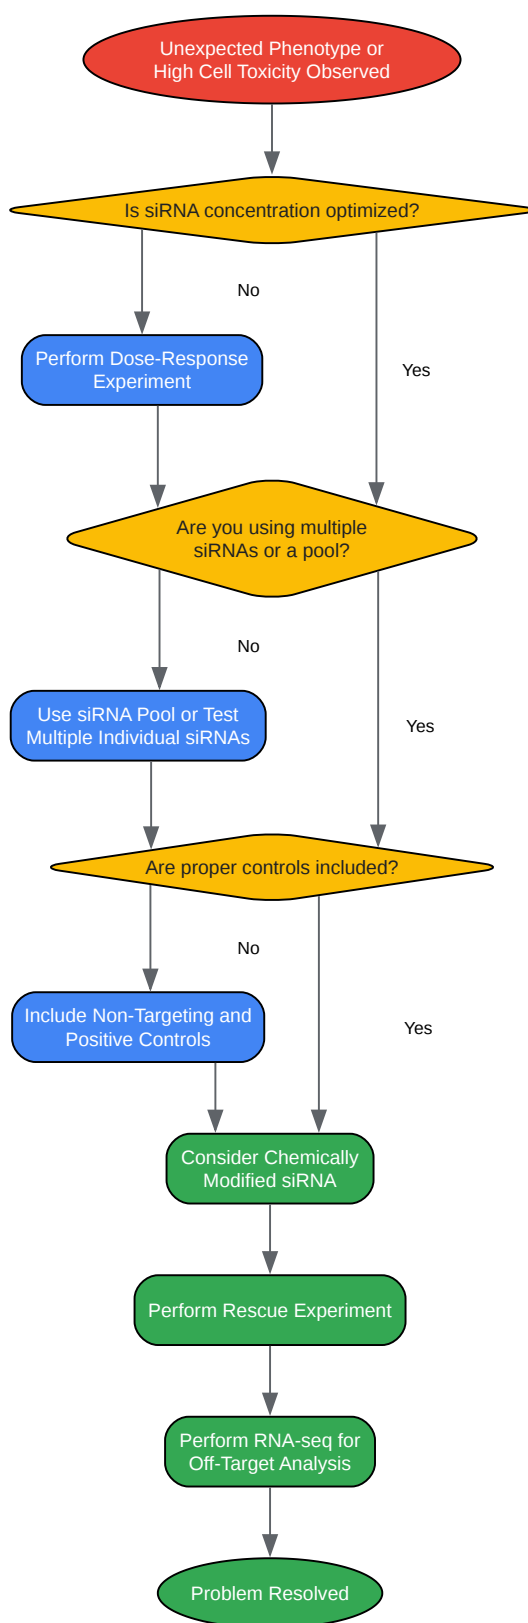 Unexpected Phenotype or
High Cell Toxicity Observed
Is siRNA concentration optimized?
No
Perform Dose-Response
Experiment
Yes
Are you using multiple
siRNAs or a pool?
No
Use siRNA Pool or Test
Multiple Individual siRNAs
Yes
Are proper controls included?
No
Include Non-Targeting and
Positive Controls
Yes
Consider Chemically
Modified siRNA
Perform Rescue Experiment
Perform RNA-seq for
Off-Target Analysis
Problem Resolved